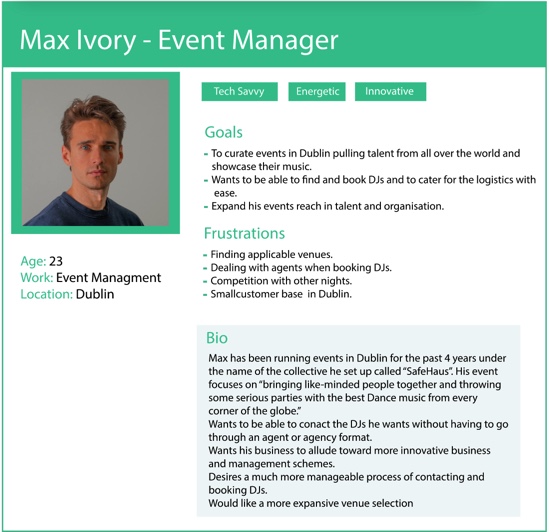 Max Ivory - Event Manager
Tech Savvy
Energetic
Innovative
Goals
- To curate events in Dublin pulling talent from all over the world and
showcase their music.
- Wants to be able to find and book DJs and to cater for the logistics with
ease.
- Expand his events reach in talent and organisation.
Frustrations
- Finding applicable venues.
- Dealing with agents when booking DJs.
- Competition with other nights.
- Smallcustomer base in Dublin.
Age: 23
Work: Event Managment
Location: Dublin
Bio
Max has been running events in Dublin for the past 4 years under
the name of the collective he set up called “SafeHaus”. His event
focuses on “bringing like-minded people together and throwing
some serious parties with the best Dance music from every
corner of the globe.”
Wants to be able to conact the DJs he wants without having to go
through an agent or agency format.
Wants his business to allude toward more innovative business
and management schemes.
Desires a much more manageable process of contacting and
booking DJs.
Would like a more expansive venue selection